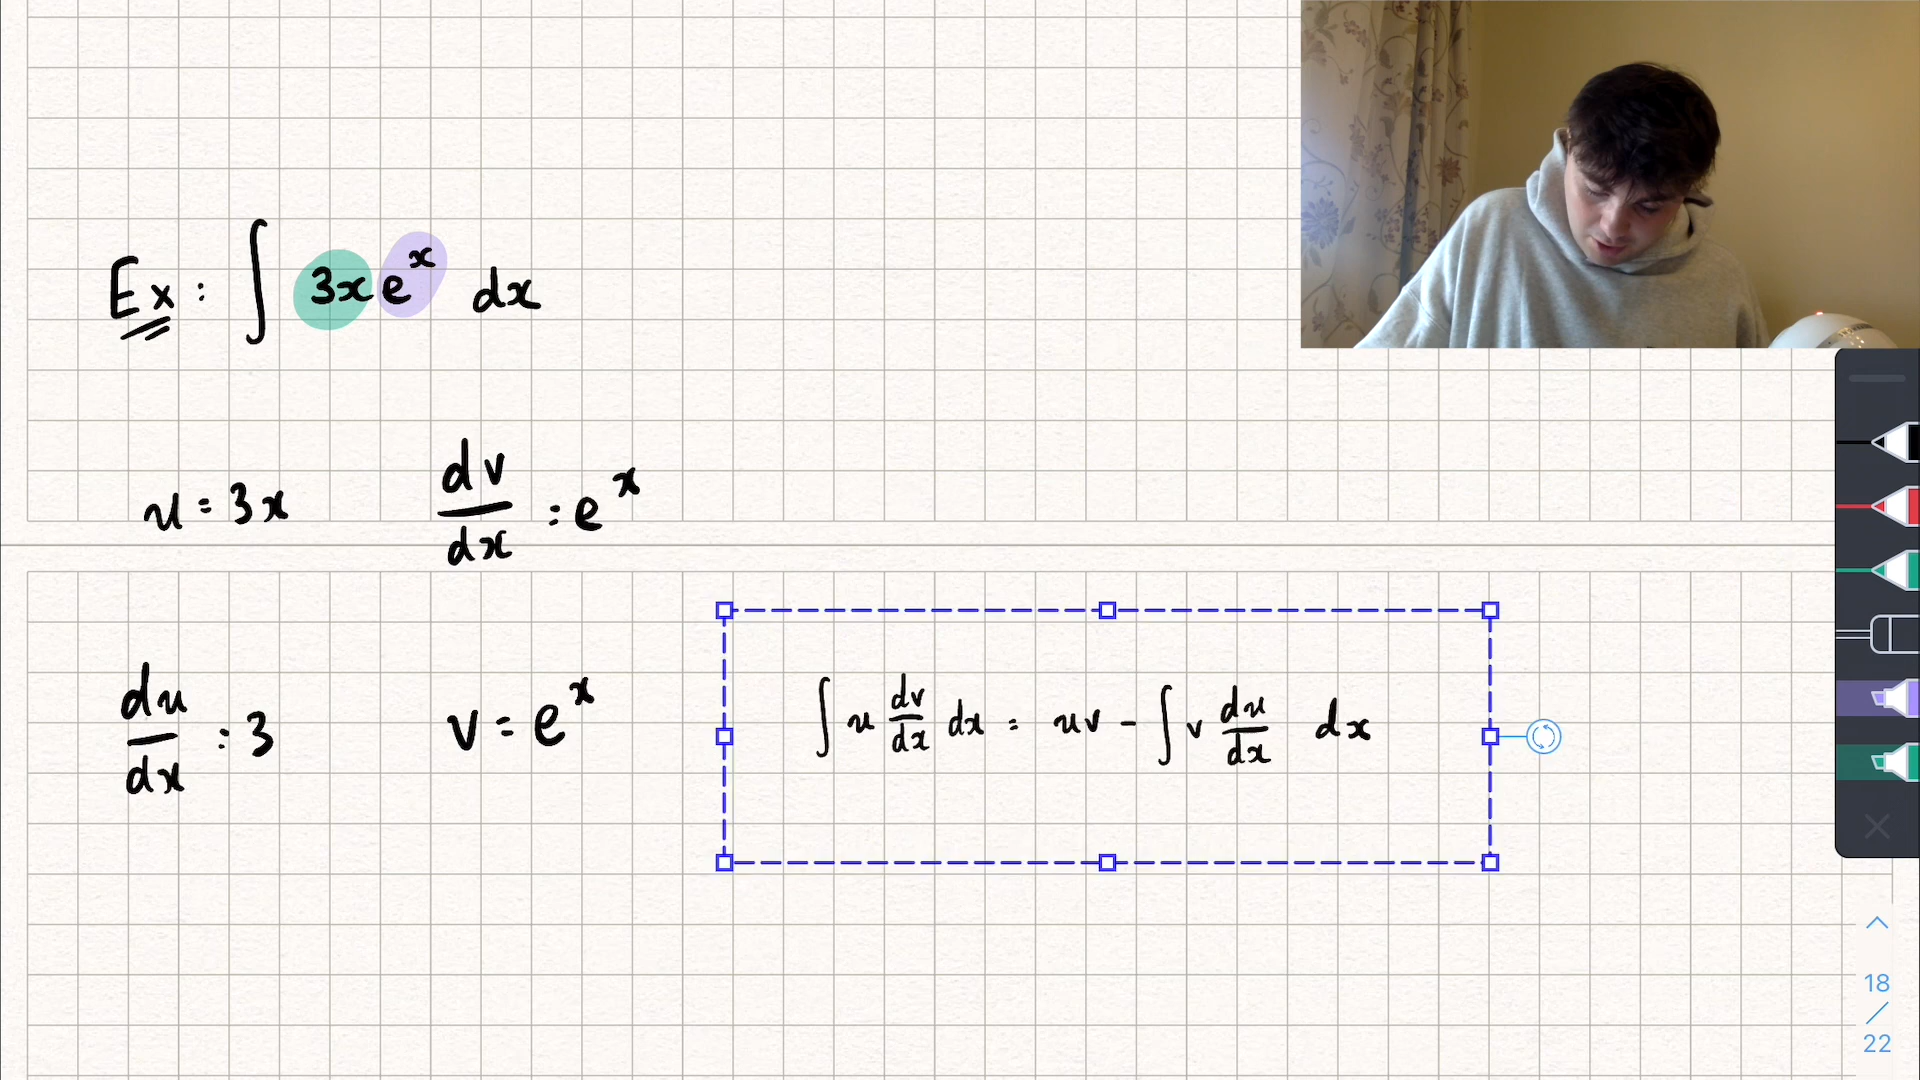 Ex: ∫ 3xe^x dx
u = 3x
dv/dx = e^x
du/dx = 3
v = e^x
∫ u dv/dx dx = uv - ∫ v du/dx dx
18
/
22